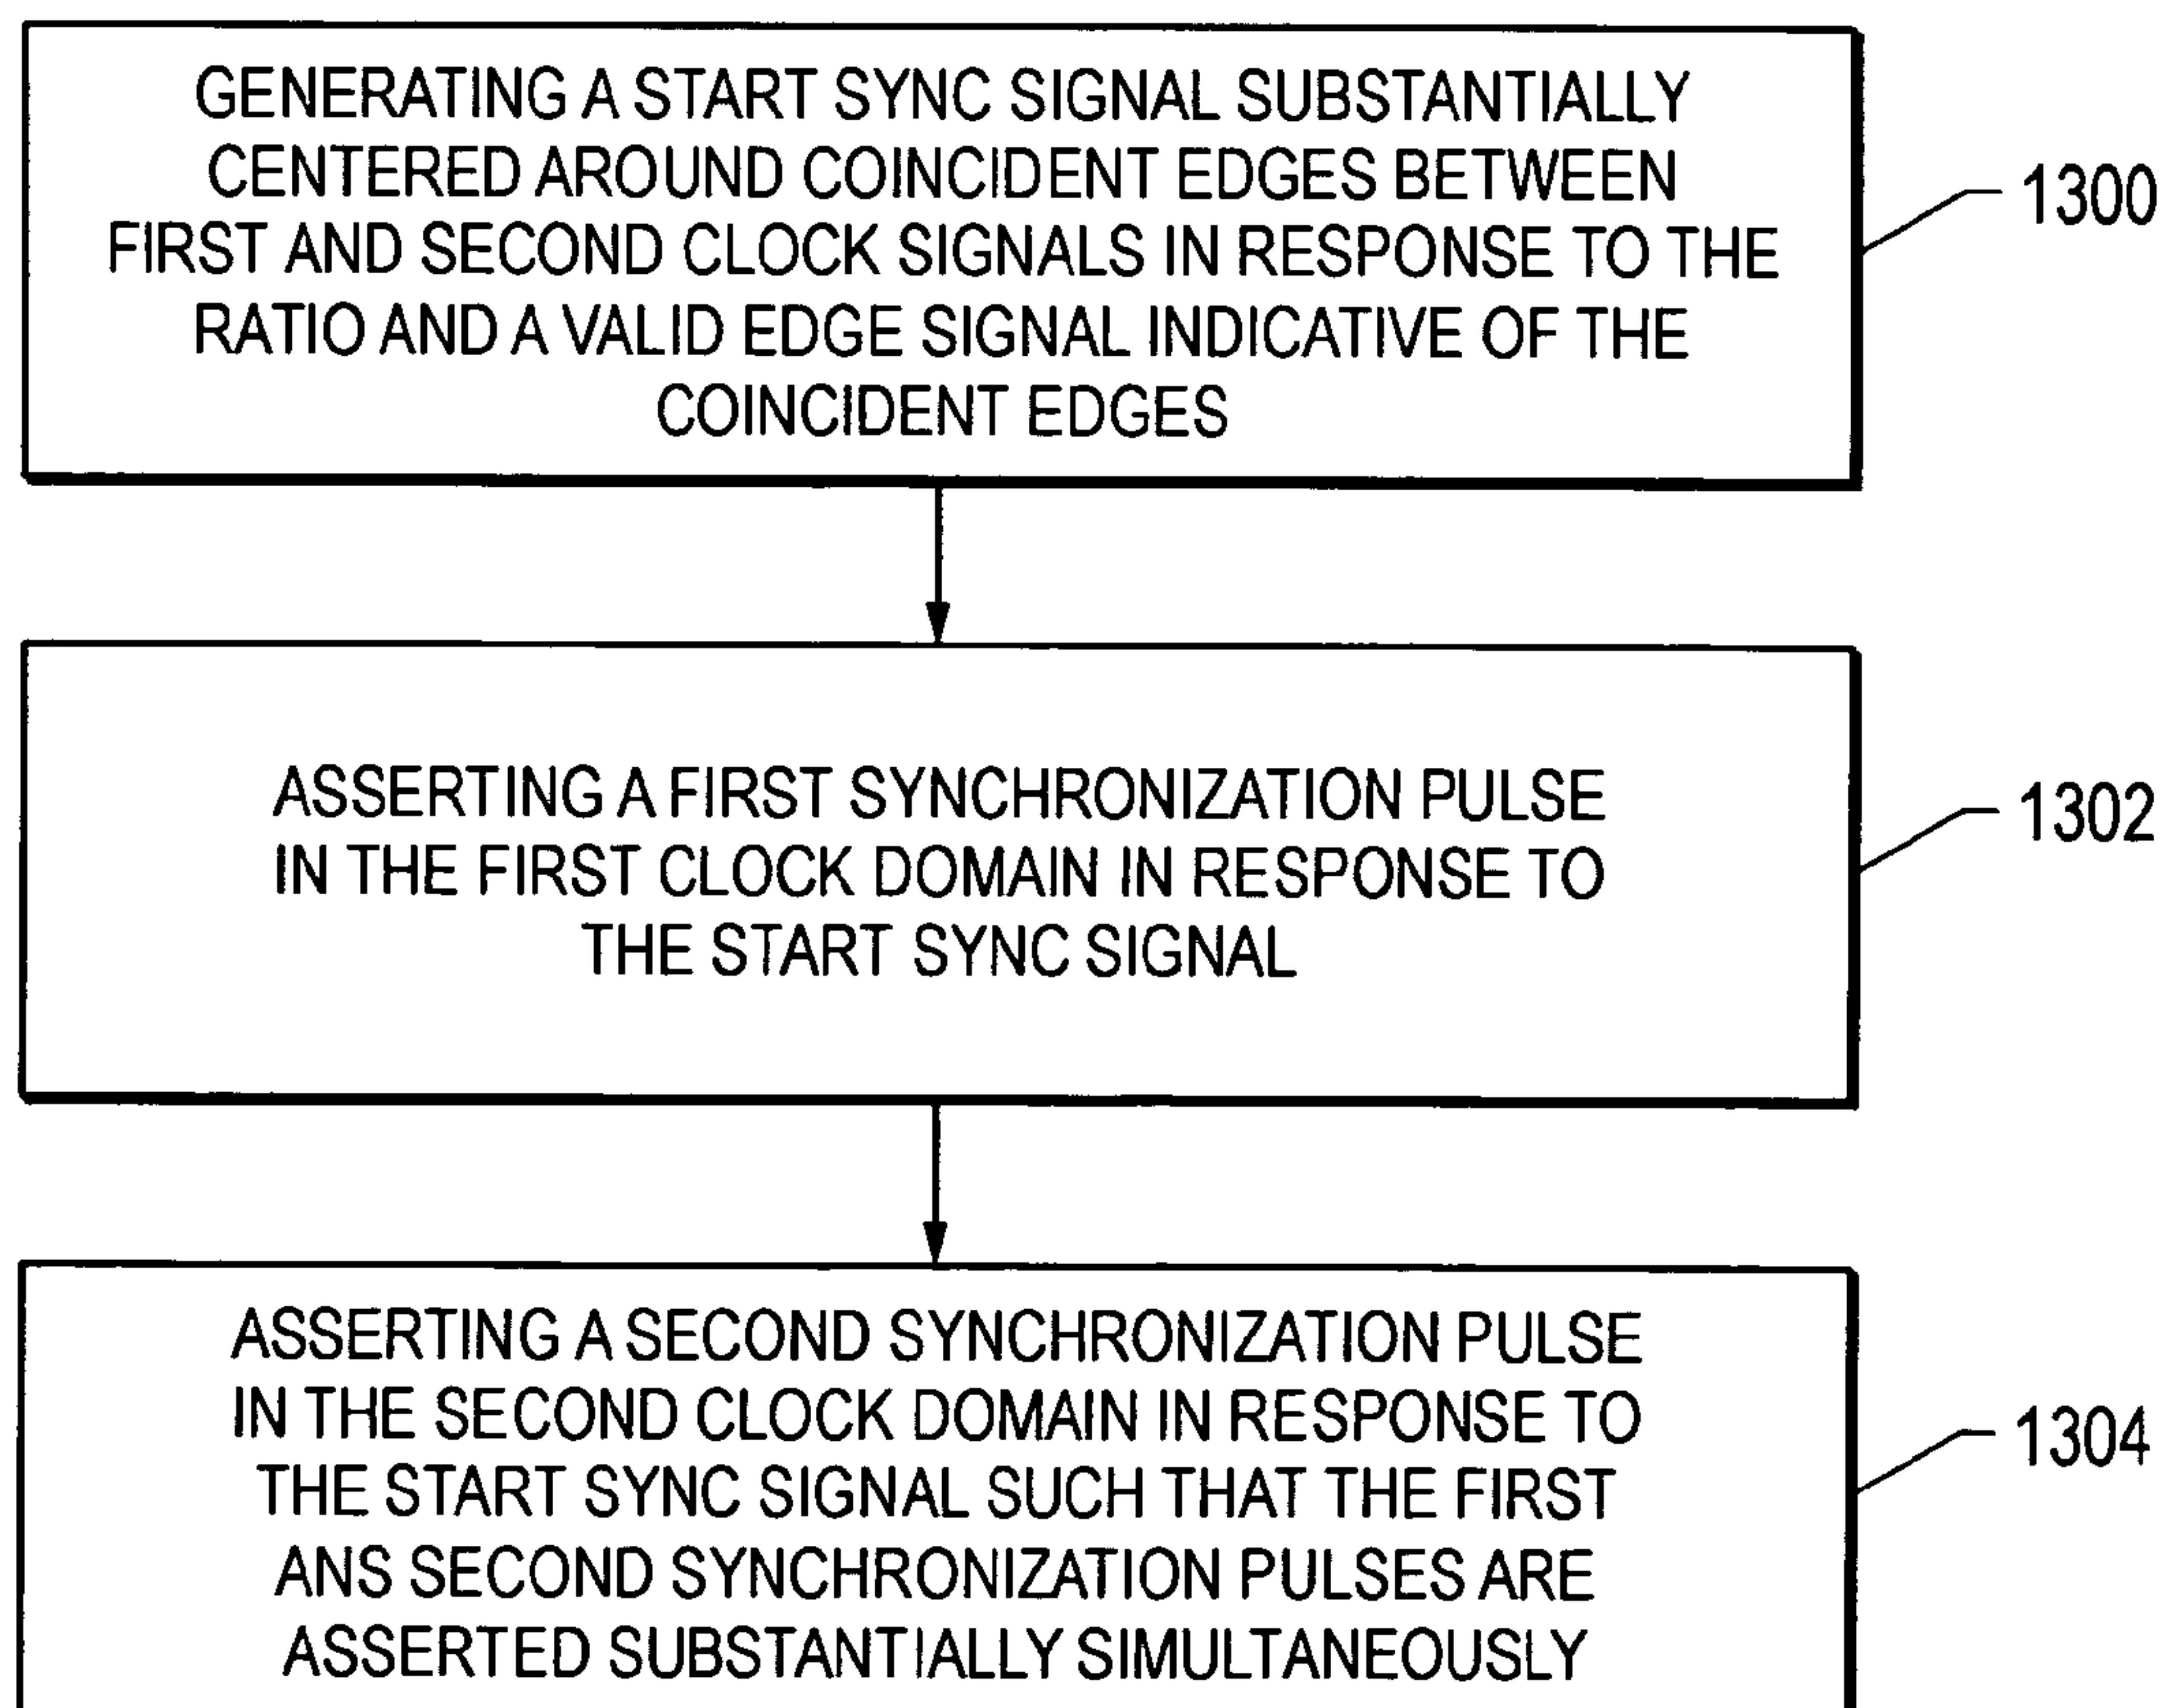 GENERATING A START SYNC SIGNAL SUBSTANTIALLY
CENTERED AROUND COINCIDENT EDGES BETWEEN
FIRST AND SECOND CLOCK SIGNALS IN RESPONSE TO THE
RATIO AND A VALID EDGE SIGNAL INDICATIVE OF THE
COINCIDENT EDGES
1300
ASSERTING A FIRST SYNCHRONIZATION PULSE
IN THE FIRST CLOCK DOMAIN IN RESPONSE TO
THE START SYNC SIGNAL
1302
ASSERTING A SECOND SYNCHRONIZATION PULSE
IN THE SECOND CLOCK DOMAIN IN RESPONSE TO
THE START SYNC SIGNAL SUCH THAT THE FIRST
ANS SECOND SYNCHRONIZATION PULSES ARE
ASSERTED SUBSTANTIALLY SIMULTANEOUSLY
1304